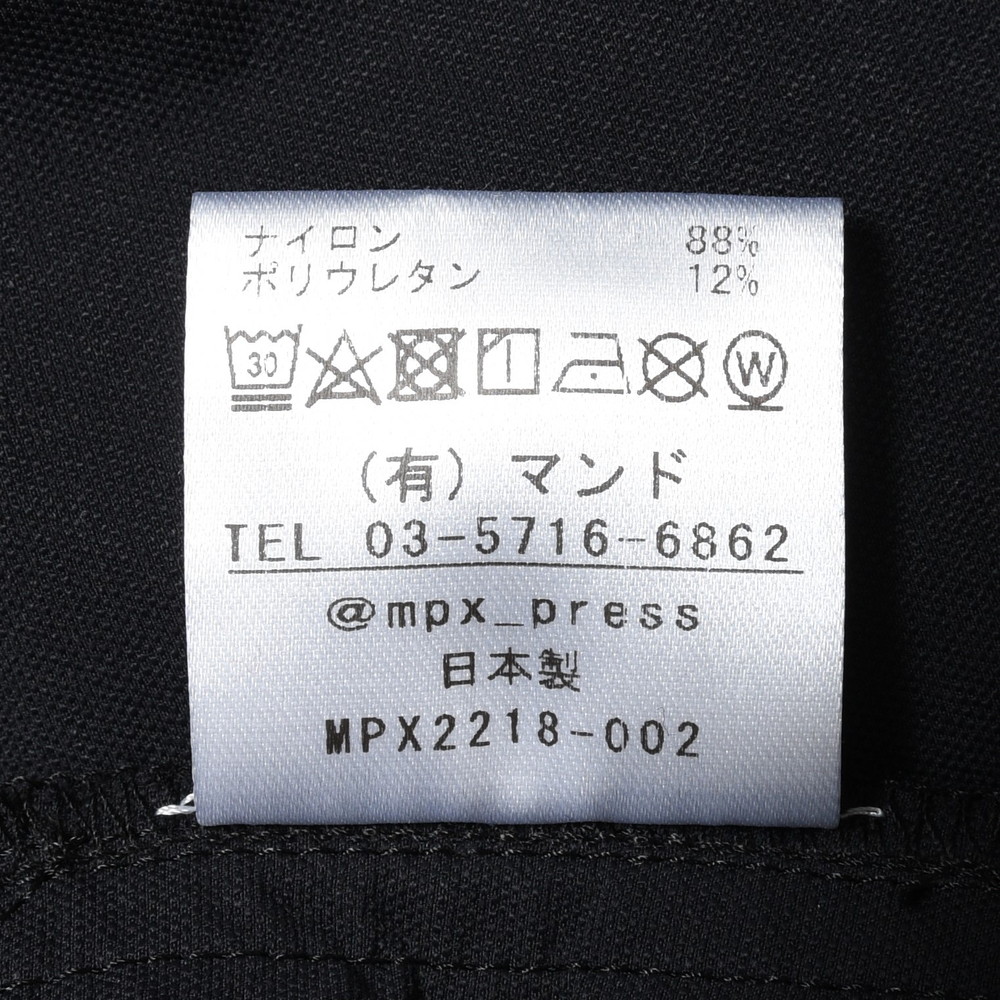 ナイロン 88%
ポリウレタン 12%
30 W
(有) マンド
TEL 03-5716-6862
@mpx_press
日本製
MPX2218-002